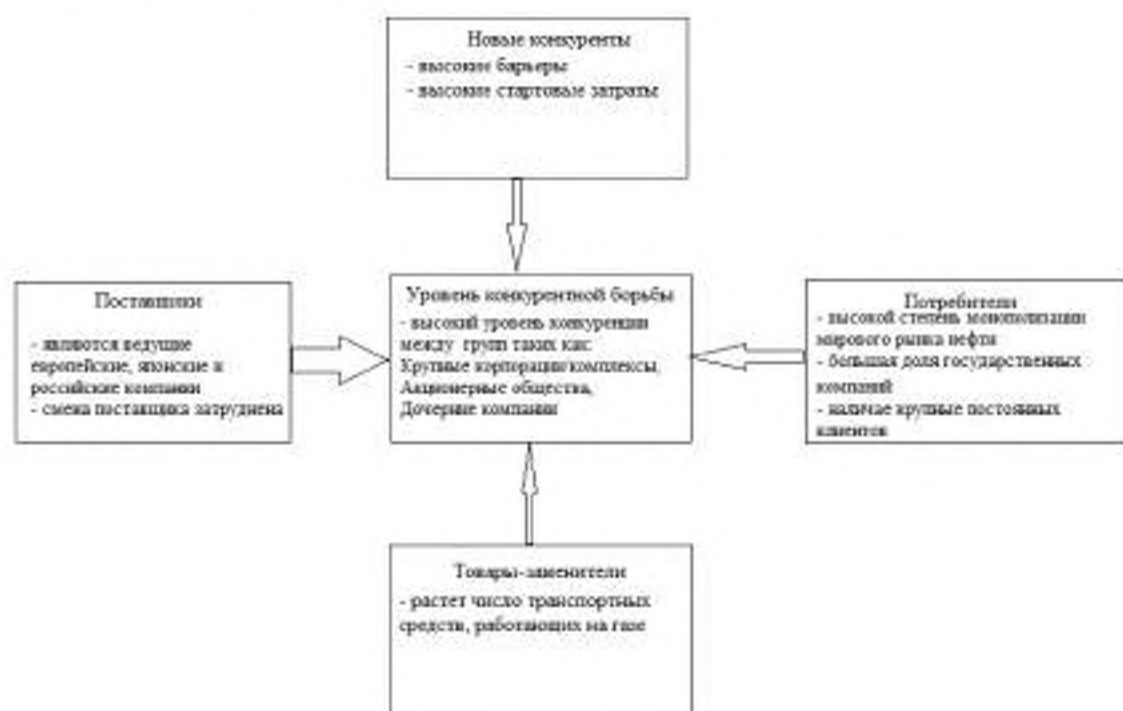 Новые конкуренты
- высокие барьеры
- высокие стартовые затраты
Поставщики
- являются ведущие
европейские, японские и
российские компании
- смена поставщика затруднена
Уровень конкурентной борьбы
- высокий уровень конкуренции
между групп таких как:
Крупные корпорации/комплексы,
Акционерные общества,
Дочерние компании
Потребители
- высокой степень монополизации
мирового рынка нефти
- большая доля государственных
компаний
- наличае крупные постоянных
клиентов
Товары-заменители
- растет число транспортных
средств, работающих на газе